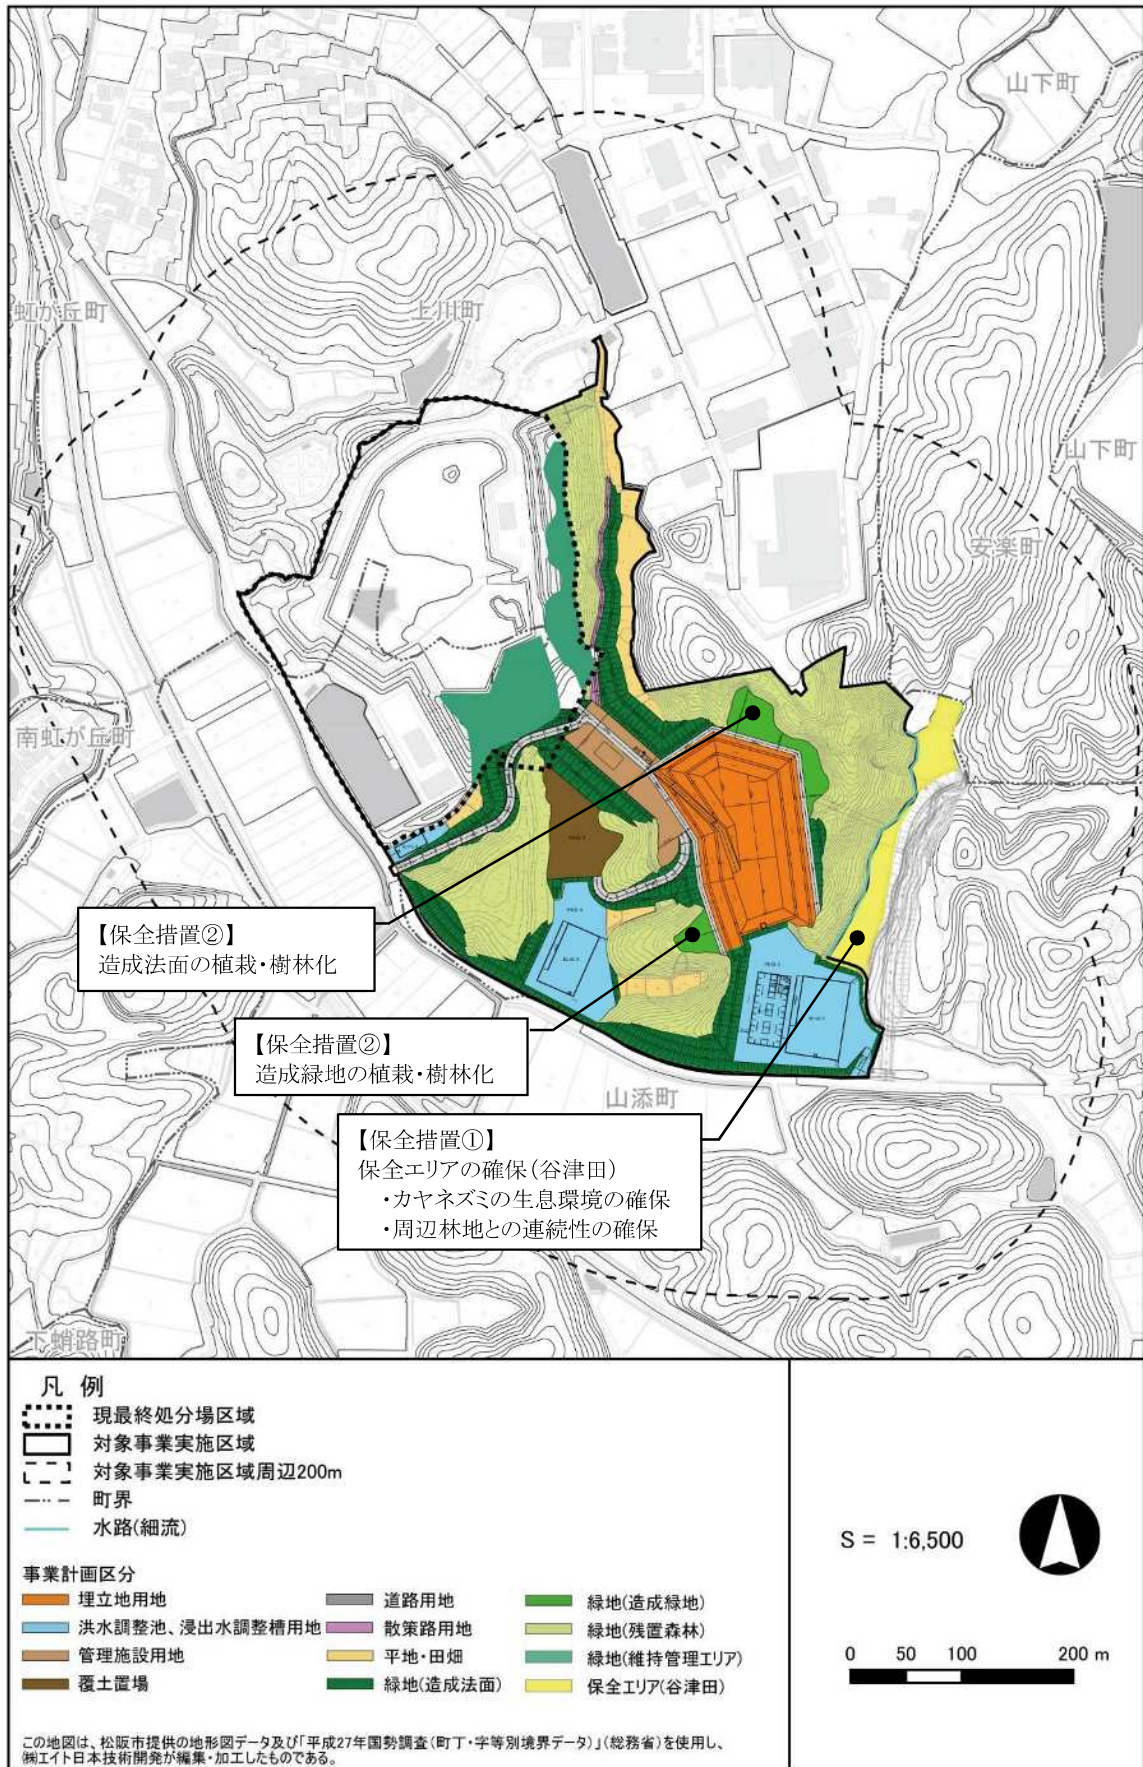 山下町
虹が丘町
上川町
山下町
安楽町
南虹が丘町
【保全措置②】
造成法面の植栽・樹林化
【保全措置②】
造成緑地の植栽・樹林化
山添町
【保全措置①】
保全エリアの確保(谷津田)
・カヤネズミの生息環境の確保
・周辺林地との連続性の確保
下蛸路町
凡 例
現最終処分場区域
対象事業実施区域
対象事業実施区域周辺200m
町界
水路(細流)
事業計画区分
埋立地用地
洪水調整池、浸出水調整槽用地
管理施設用地
覆土置場
道路用地
散策路用地
平地・田畑
緑地(造成法面)
緑地(造成緑地)
緑地(残置森林)
緑地(維持管理エリア)
保全エリア(谷津田)
S = 1:6,500
0 50 100 200 m
この地図は、松阪市提供の地形図データ及び「平成27年国勢調査(町丁・字等別境界データ)」(総務省)を使用し、
㈱エイト日本技術開発が編集・加工したものである。